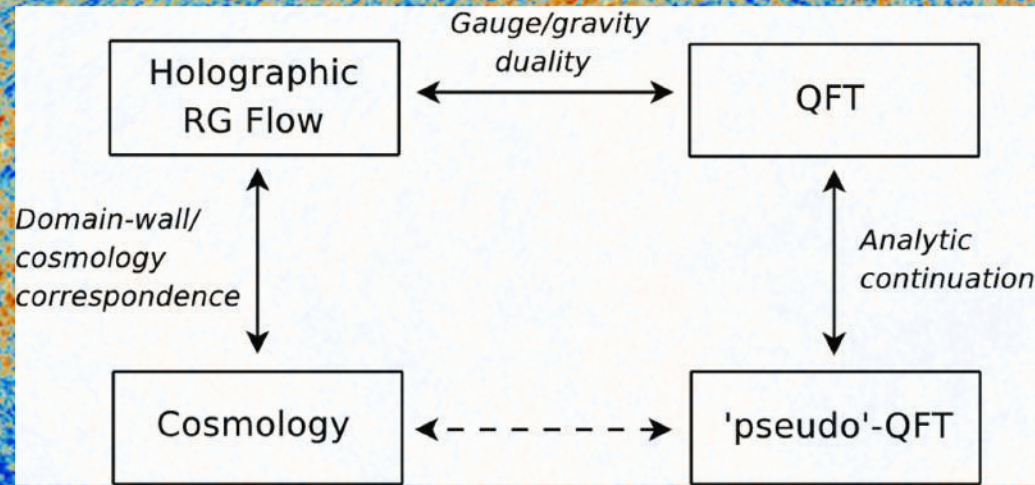 Gauge/gravity
duality
Holographic
RG Flow
QFT
Domain-wall/
cosmology
correspondence
Analytic
continuation
Cosmology
'pseudo'-QFT